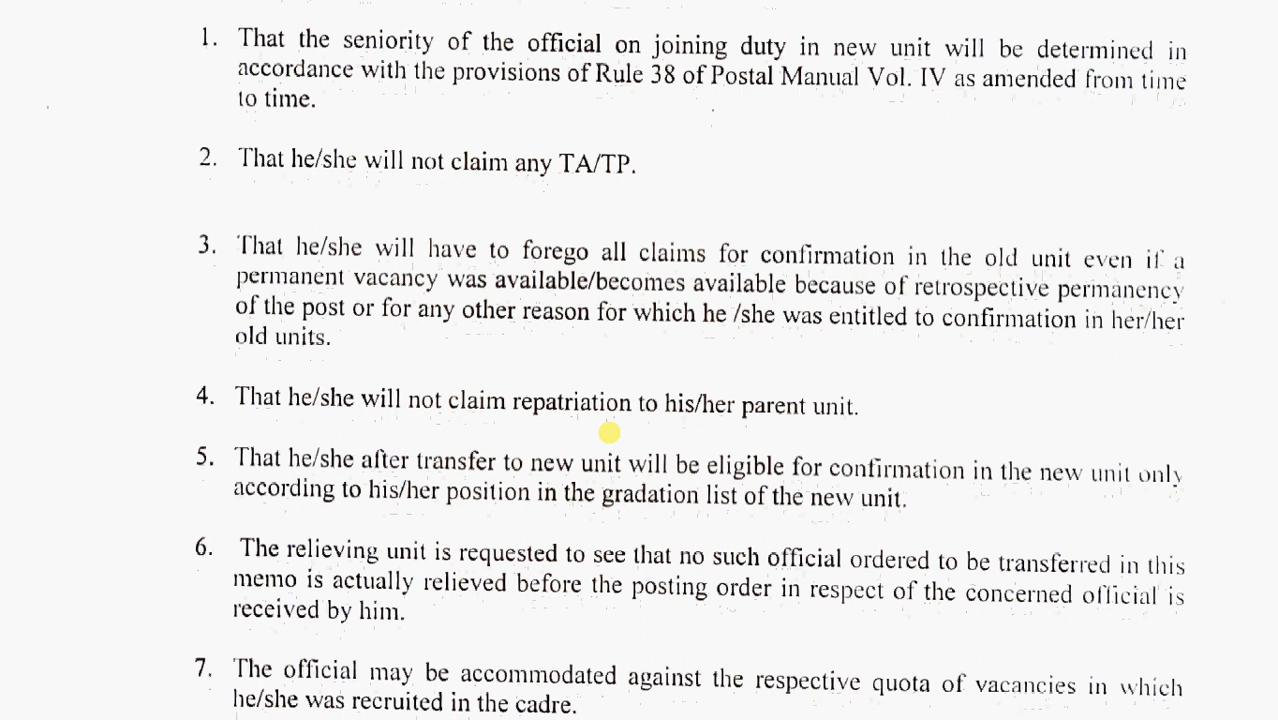 1. That the seniority of the official on joining duty in new unit will be determined in
accordance with the provisions of Rule 38 of Postal Manual Vol. IV as amended from time
to time.
2. That he/she will not claim any TA/TP.
3. That he/she will have to forego all claims for confirmation in the old unit even if a
permanent vacancy was available/becomes available because of retrospective permanency
of the post or for any other reason for which he /she was entitled to confirmation in her/her
old units.
4. That he/she will not claim repatriation to his/her parent unit.
5. That he/she after transfer to new unit will be eligible for confirmation in the new unit only
according to his/her position in the gradation list of the new unit.
6. The relieving unit is requested to see that no such official ordered to be transferred in this
memo is actually relieved before the posting order in respect of the concerned official is
received by him.
7. The official may be accommodated against the respective quota of vacancies in which
he/she was recruited in the cadre.